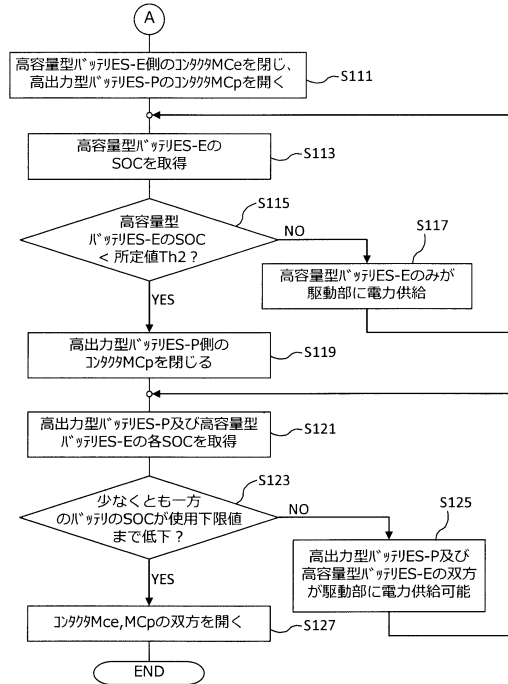 A
高容量型ﾊﾞｯﾃﾘES-E側のｺﾝﾀｸﾀMCeを閉じ、
高出力型ﾊﾞｯﾃﾘES-PのｺﾝﾀｸﾀMCpを開く
S111
高容量型ﾊﾞｯﾃﾘES-Eの
SOCを取得
S113
高容量型
ﾊﾞｯﾃﾘES-EのSOC
< 所定値Th2？
S115
NO
YES
高容量型ﾊﾞｯﾃﾘES-Eのみが
駆動部に電力供給
S117
高出力型ﾊﾞｯﾃﾘES-P側の
ｺﾝﾀｸﾀMCpを閉じる
S119
高出力型ﾊﾞｯﾃﾘES-P及び高容量型
ﾊﾞｯﾃﾘES-Eの各SOCを取得
S121
少なくとも一方
のﾊﾞｯﾃﾘのSOCが使用下限値
まで低下？
S123
NO
YES
高出力型ﾊﾞｯﾃﾘES-P及び
高容量型ﾊﾞｯﾃﾘES-Eの双方
が駆動部に電力供給可能
S125
ｺﾝﾀｸﾀMce,MCpの双方を開く
S127
END